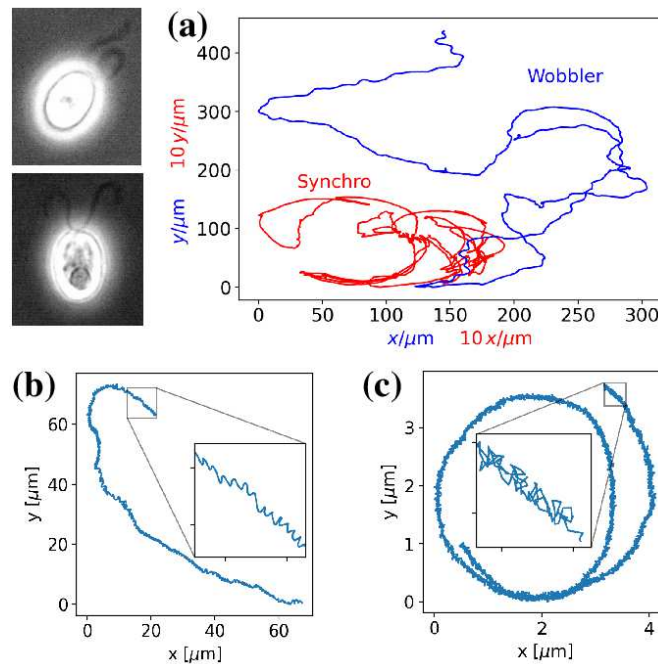 (a)
400
300
200
100
0
10 y/μm
y/μm
Wobbler
Synchro
0 50 100 150 200 250 300
x/μm 10 x/μm
(b)
60
40
20
0
y [μm]
0 20 40 60
x [μm]
(c)
3
2
1
0
y [μm]
0 2 4
x [μm]